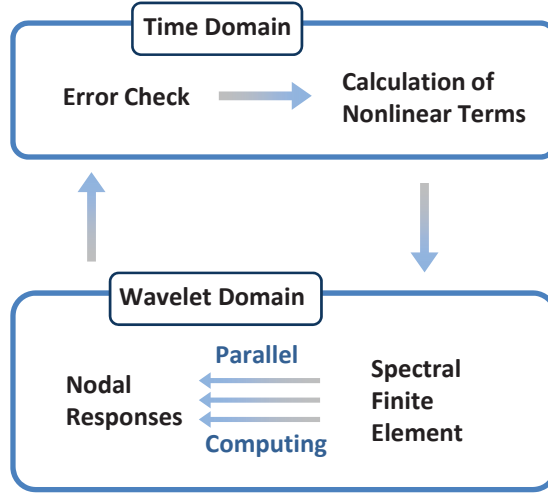 Time Domain
Error Check
Calculation of
Nonlinear Terms
Wavelet Domain
Parallel
Computing
Nodal
Responses
Spectral
Finite
Element